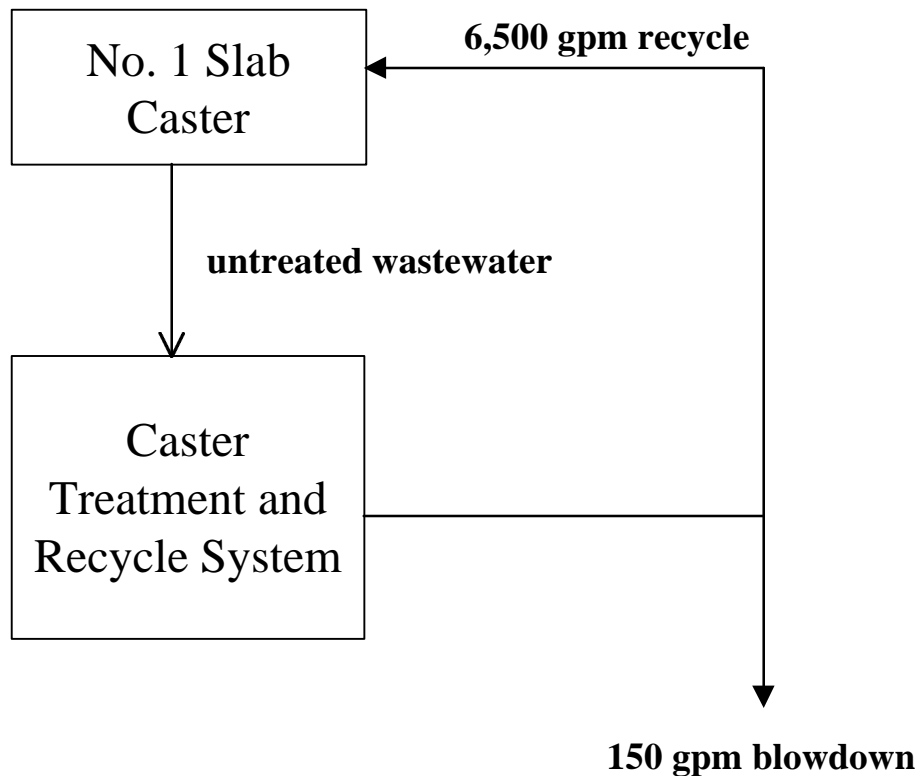 6,500 gpm recycle
No. 1 Slab
Caster
untreated wastewater
Caster
Treatment and
Recycle System
150 gpm blowdown